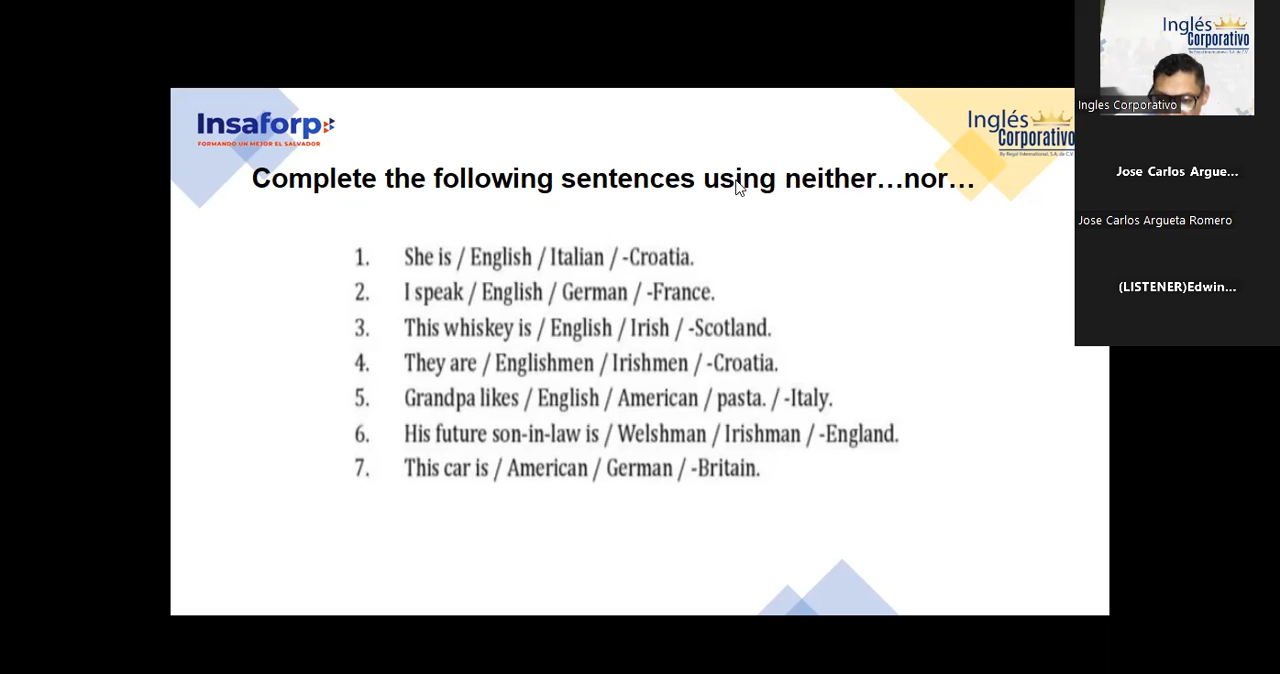 Insaforp
FORMANDO UN MEJOR EL SALVADOR
Inglés
Corporativo
By Regal International, S.A. de C.V.
Complete the following sentences using neither…nor…
1. She is / English / Italian / -Croatia.
2. I speak / English / German / -France.
3. This whiskey is / English / Irish / -Scotland.
4. They are / Englishmen / Irishmen / -Croatia.
5. Grandpa likes / English / American / pasta. / -Italy.
6. His future son-in-law is / Welshman / Irishman / -England.
7. This car is / American / German / -Britain.
Inglés
Corporativo
Ingles Corporativo
Jose Carlos Argue...
Jose Carlos Argueta Romero
(LISTENER)Edwin...